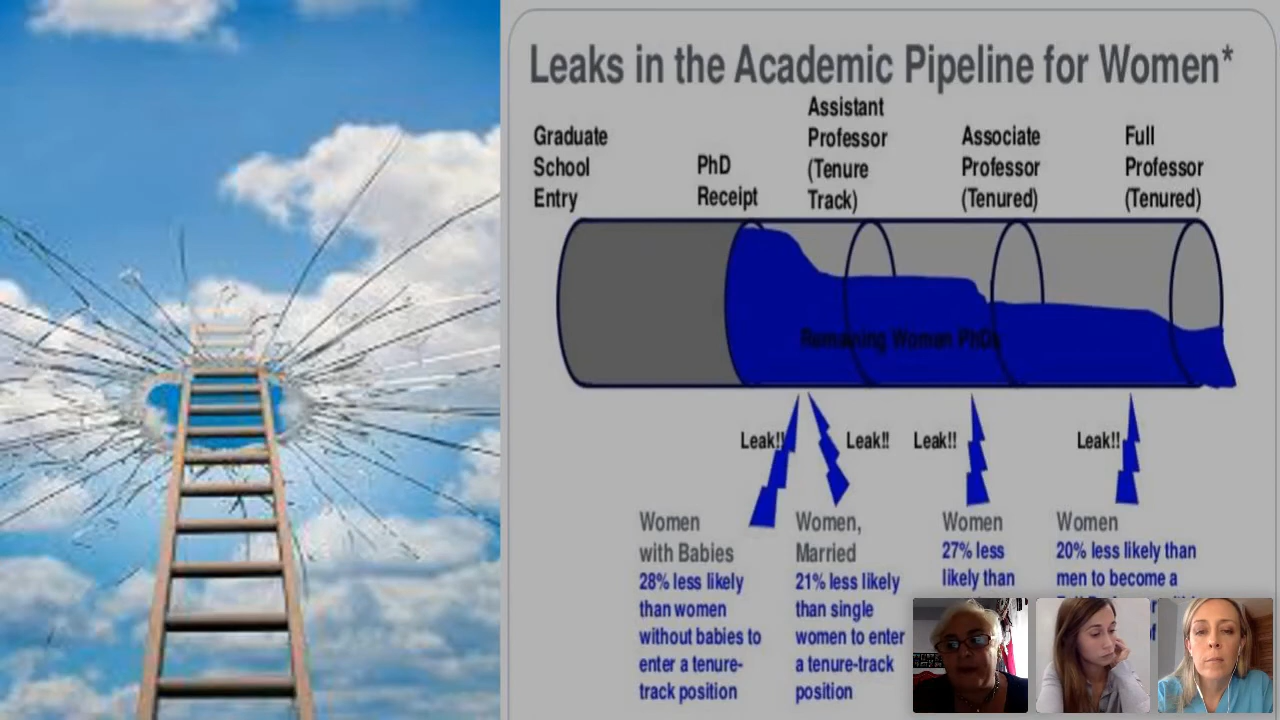 Leaks in the Academic Pipeline for Women*
Graduate
School
Entry
PhD
Receipt
Assistant
Professor
(Tenure
Track)
Associate
Professor
(Tenured)
Full
Professor
(Tenured)
Remaining Women PhDs
Leak!!
Leak!!
Leak!!
Leak!!
Women
with Babies
28% less likely
than women
without babies to
enter a tenure-
track position
Women,
Married
21% less likely
than single
women to enter
a tenure-track
position
Women
27% less
likely than
Women
20% less likely than
men to become a